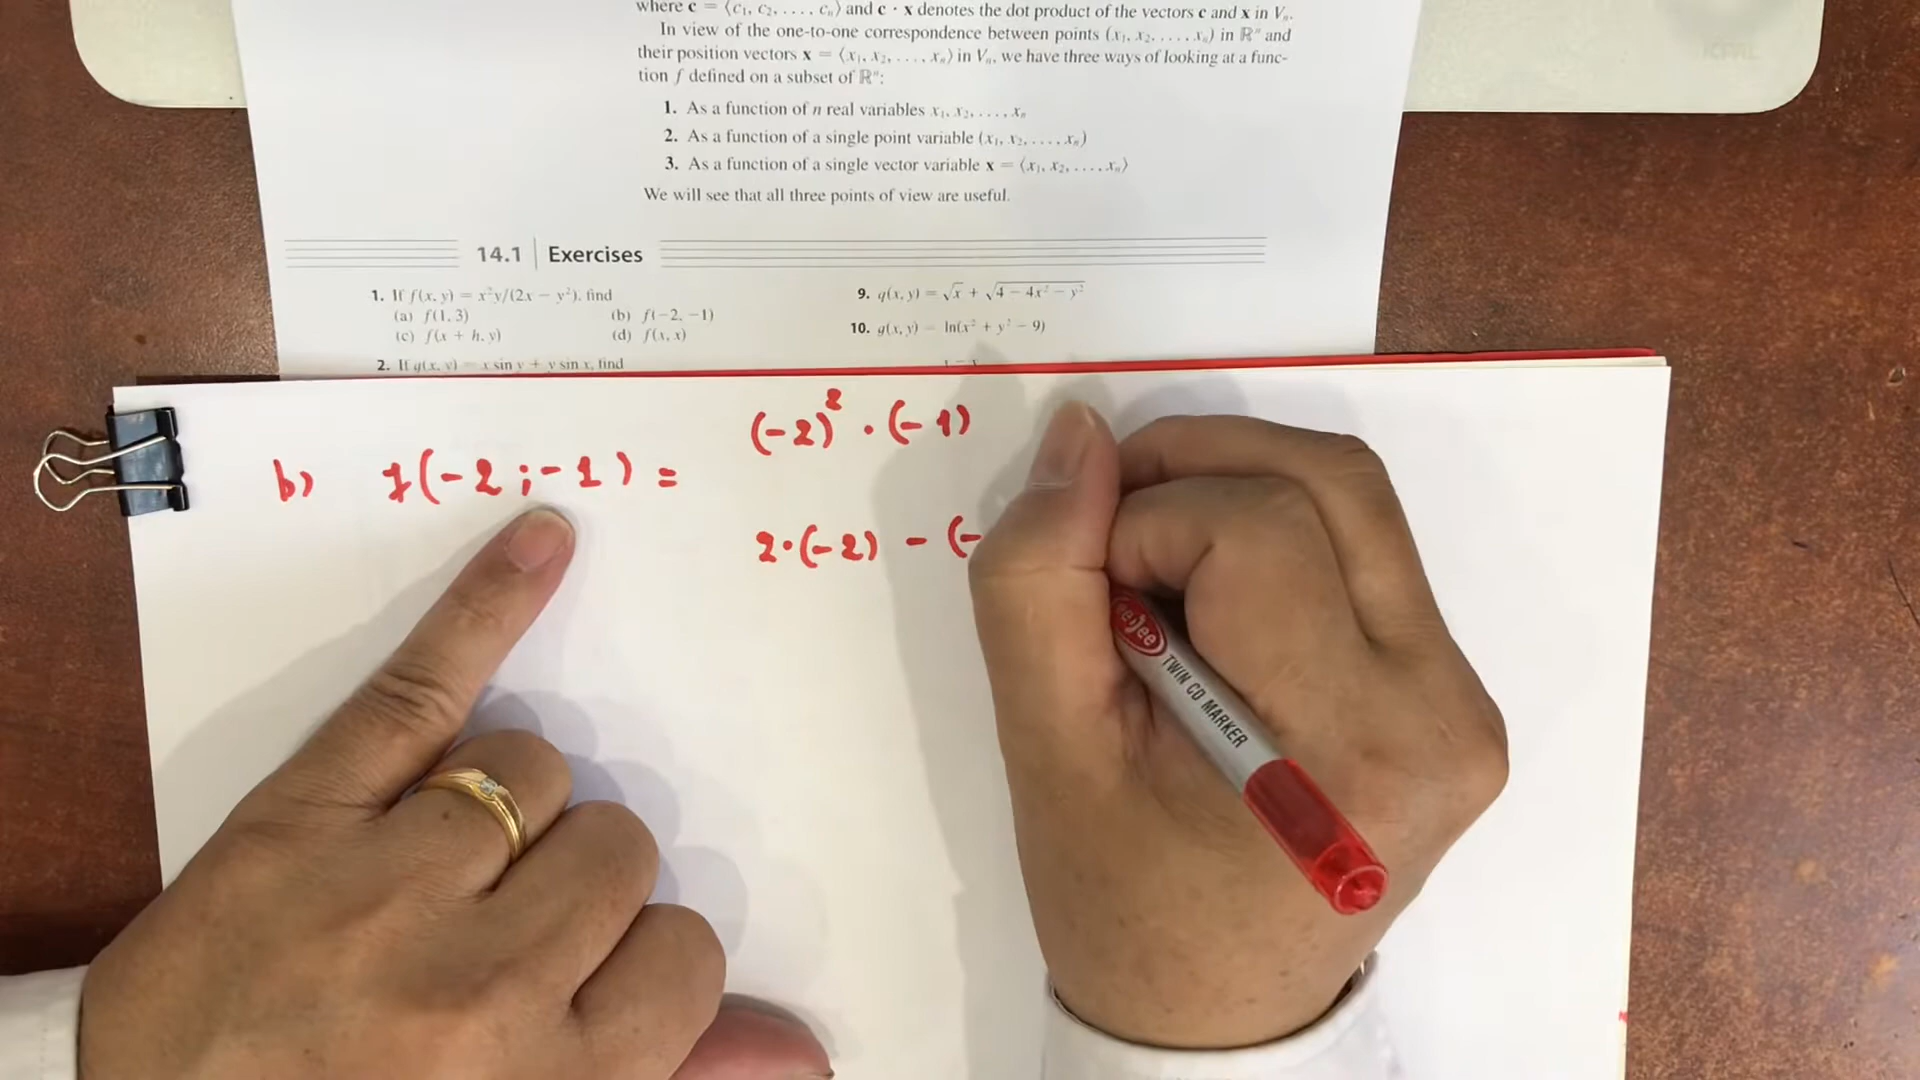 where c = ⟨c₁, c₂, . . . , cₙ⟩ and c · x denotes the dot product of the vectors c and x in Vₙ.
In view of the one-to-one correspondence between points (x₁, x₂, . . . , xₙ) in ℝⁿ and
their position vectors x = ⟨x₁, x₂, . . . , xₙ⟩ in Vₙ, we have three ways of looking at a func-
tion f defined on a subset of ℝⁿ:
1. As a function of n real variables x₁, x₂, . . . , xₙ
2. As a function of a single point variable (x₁, x₂, . . . , xₙ)
3. As a function of a single vector variable x = ⟨x₁, x₂, . . . , xₙ⟩
We will see that all three points of view are useful.
14.1 Exercises
1. If f(x, y) = x²y/(2x − y²), find
(a) f(1, 3) (b) f(−2, −1)
(c) f(x + h, y) (d) f(x, x)
2. If g(x, y) = x sin y + y sin x, find
9. g(x, y) = √x + √(4 − 4x² − y²)
10. g(x, y) = ln(x² + y² − 9)
b) f(-2 ; -1) =
(-2)² · (-1)
2·(-2) - (-
TWIN CD MARKER